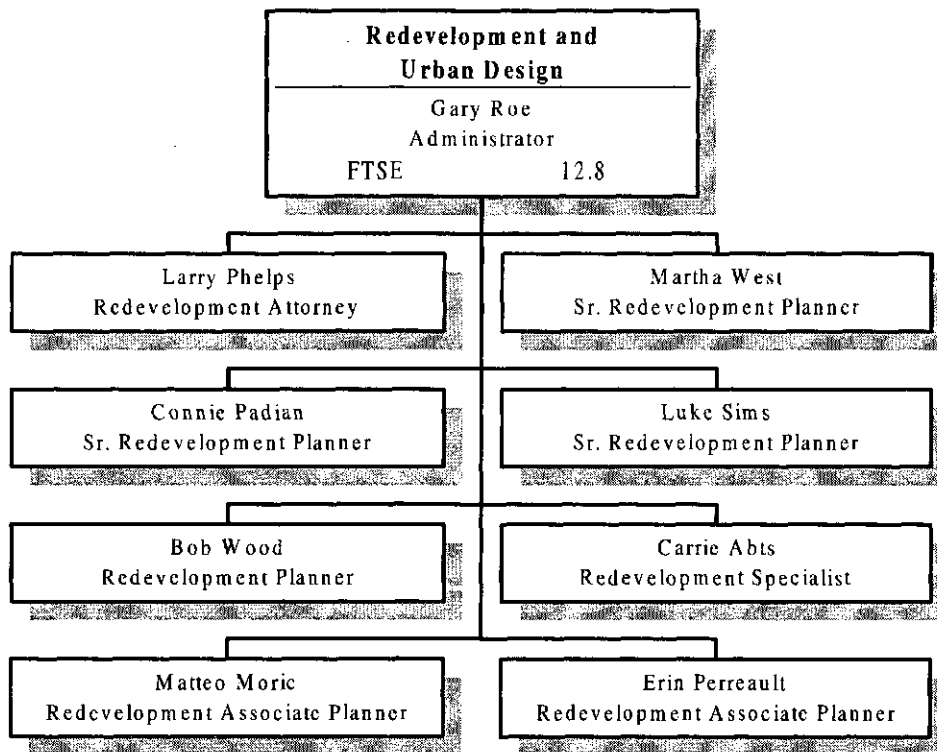 Redevelopment and
Urban Design
Gary Roe
Administrator
FTSE 12.8
Larry Phelps
Redevelopment Attorney
Martha West
Sr. Redevelopment Planner
Connie Padian
Sr. Redevelopment Planner
Luke Sims
Sr. Redevelopment Planner
Bob Wood
Redevelopment Planner
Carrie Abts
Redevelopment Specialist
Matteo Moric
Redevelopment Associate Planner
Erin Perreault
Redevelopment Associate Planner